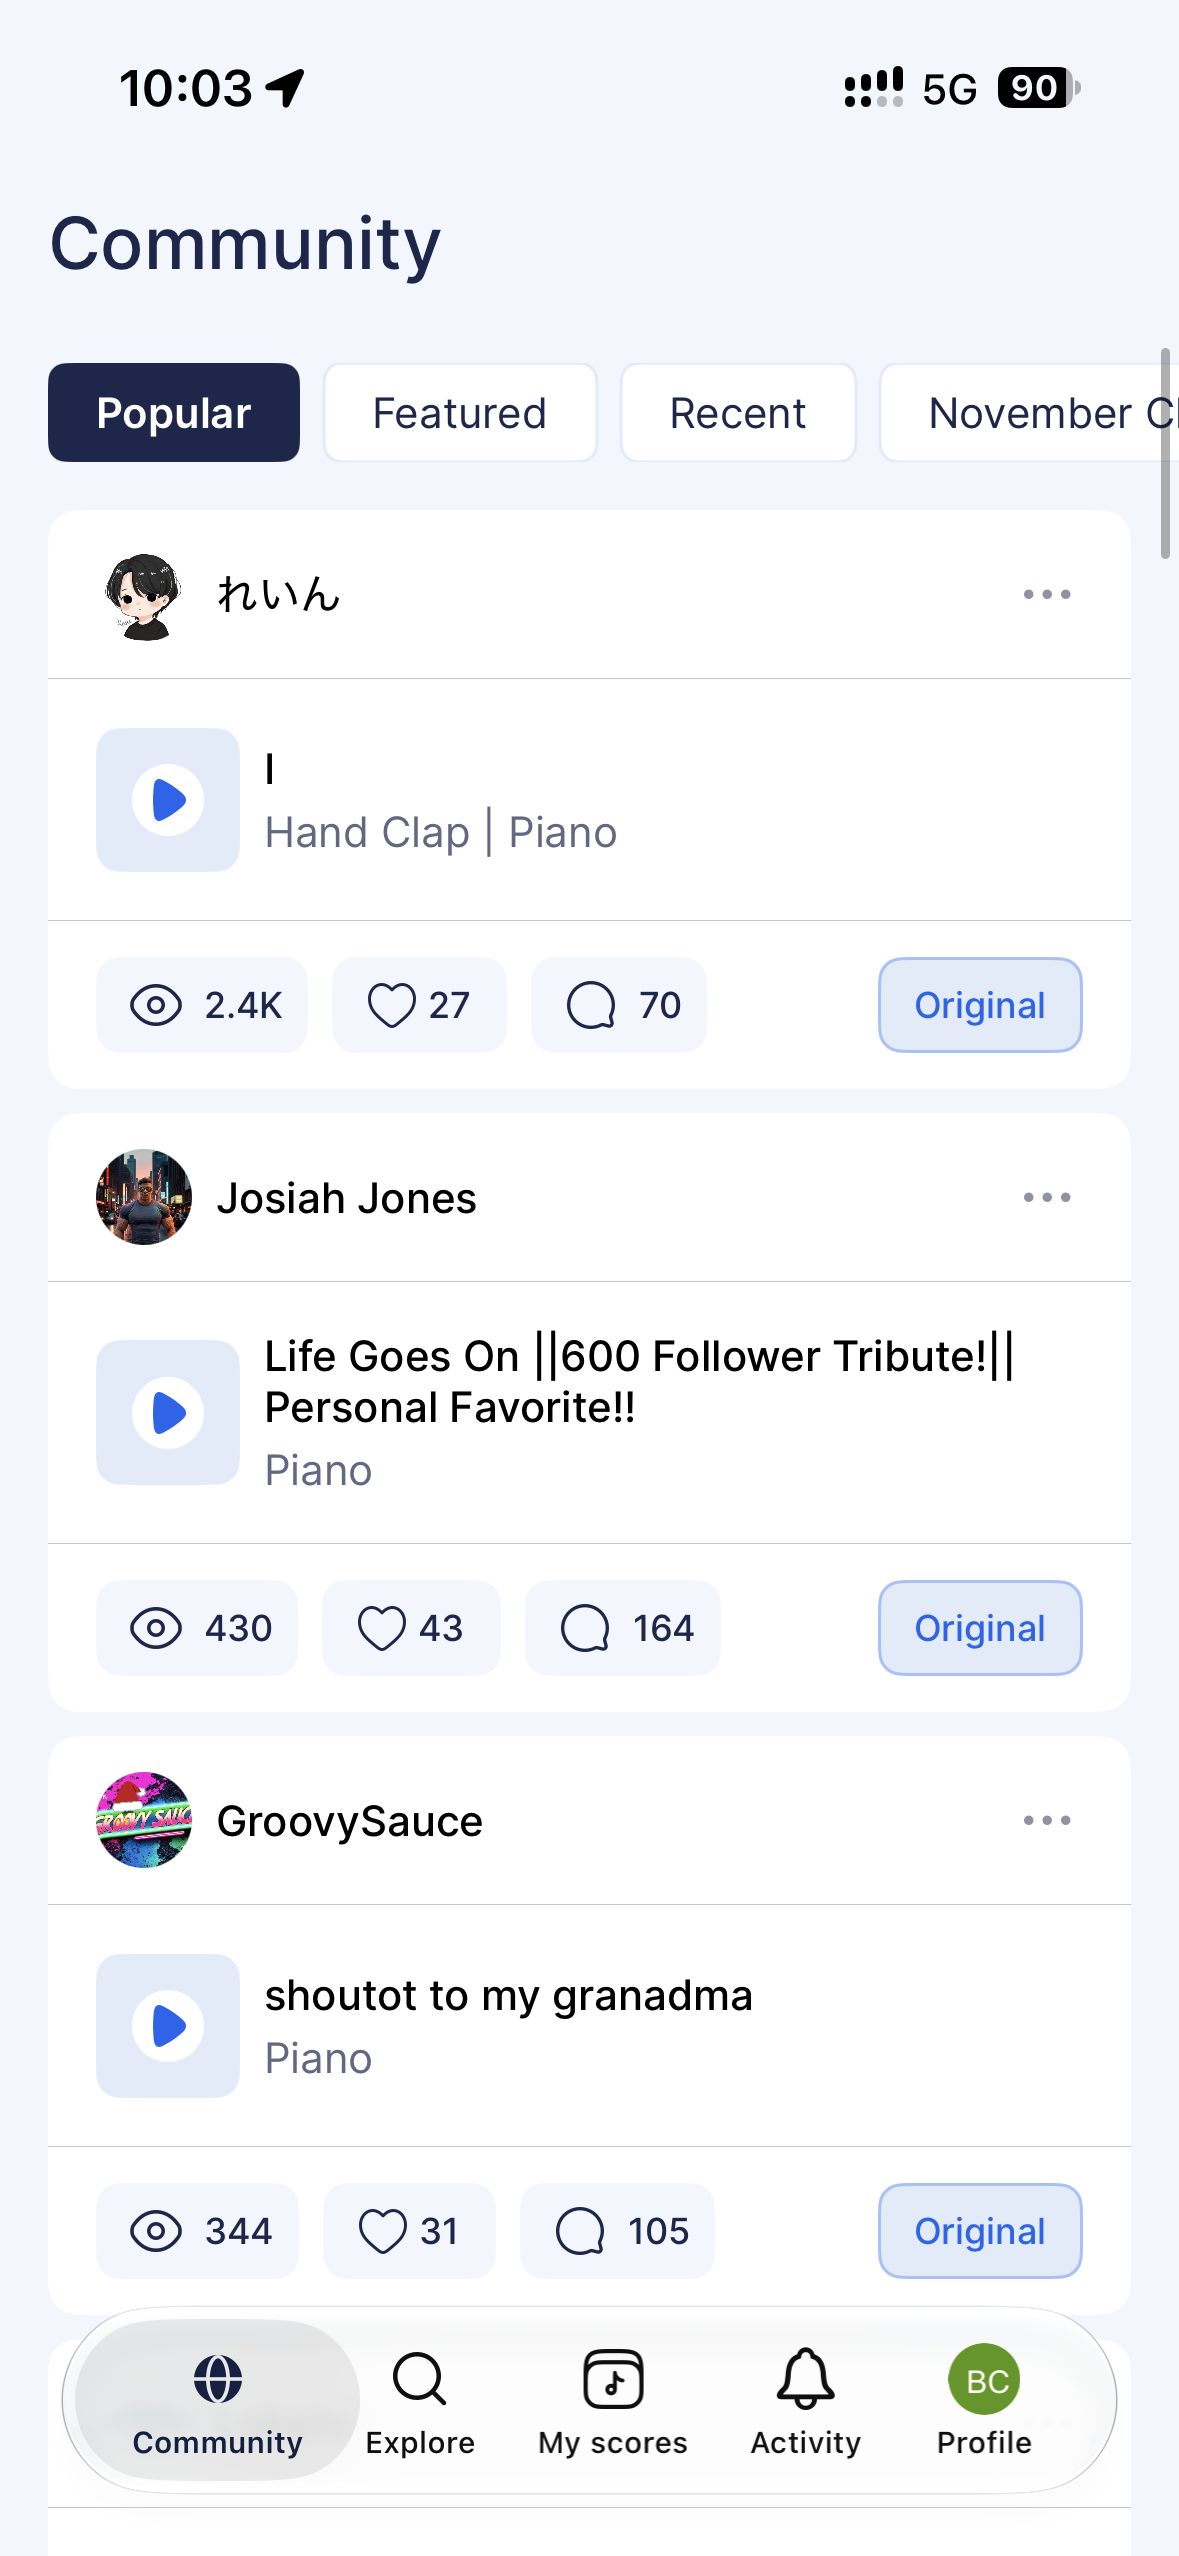 10:03
5G
90
Community
Popular
Featured
Recent
November
れいん
I
Hand Clap | Piano
2.4K
27
70
Original
Josiah Jones
Life Goes On ||600 Follower Tribute!||
Personal Favorite!!
Piano
430
43
164
Original
GROOVY SAUC
GroovySauce
shoutot to my granadma
Piano
344
31
105
Original
BC
Community
Explore
My scores
Activity
Profile